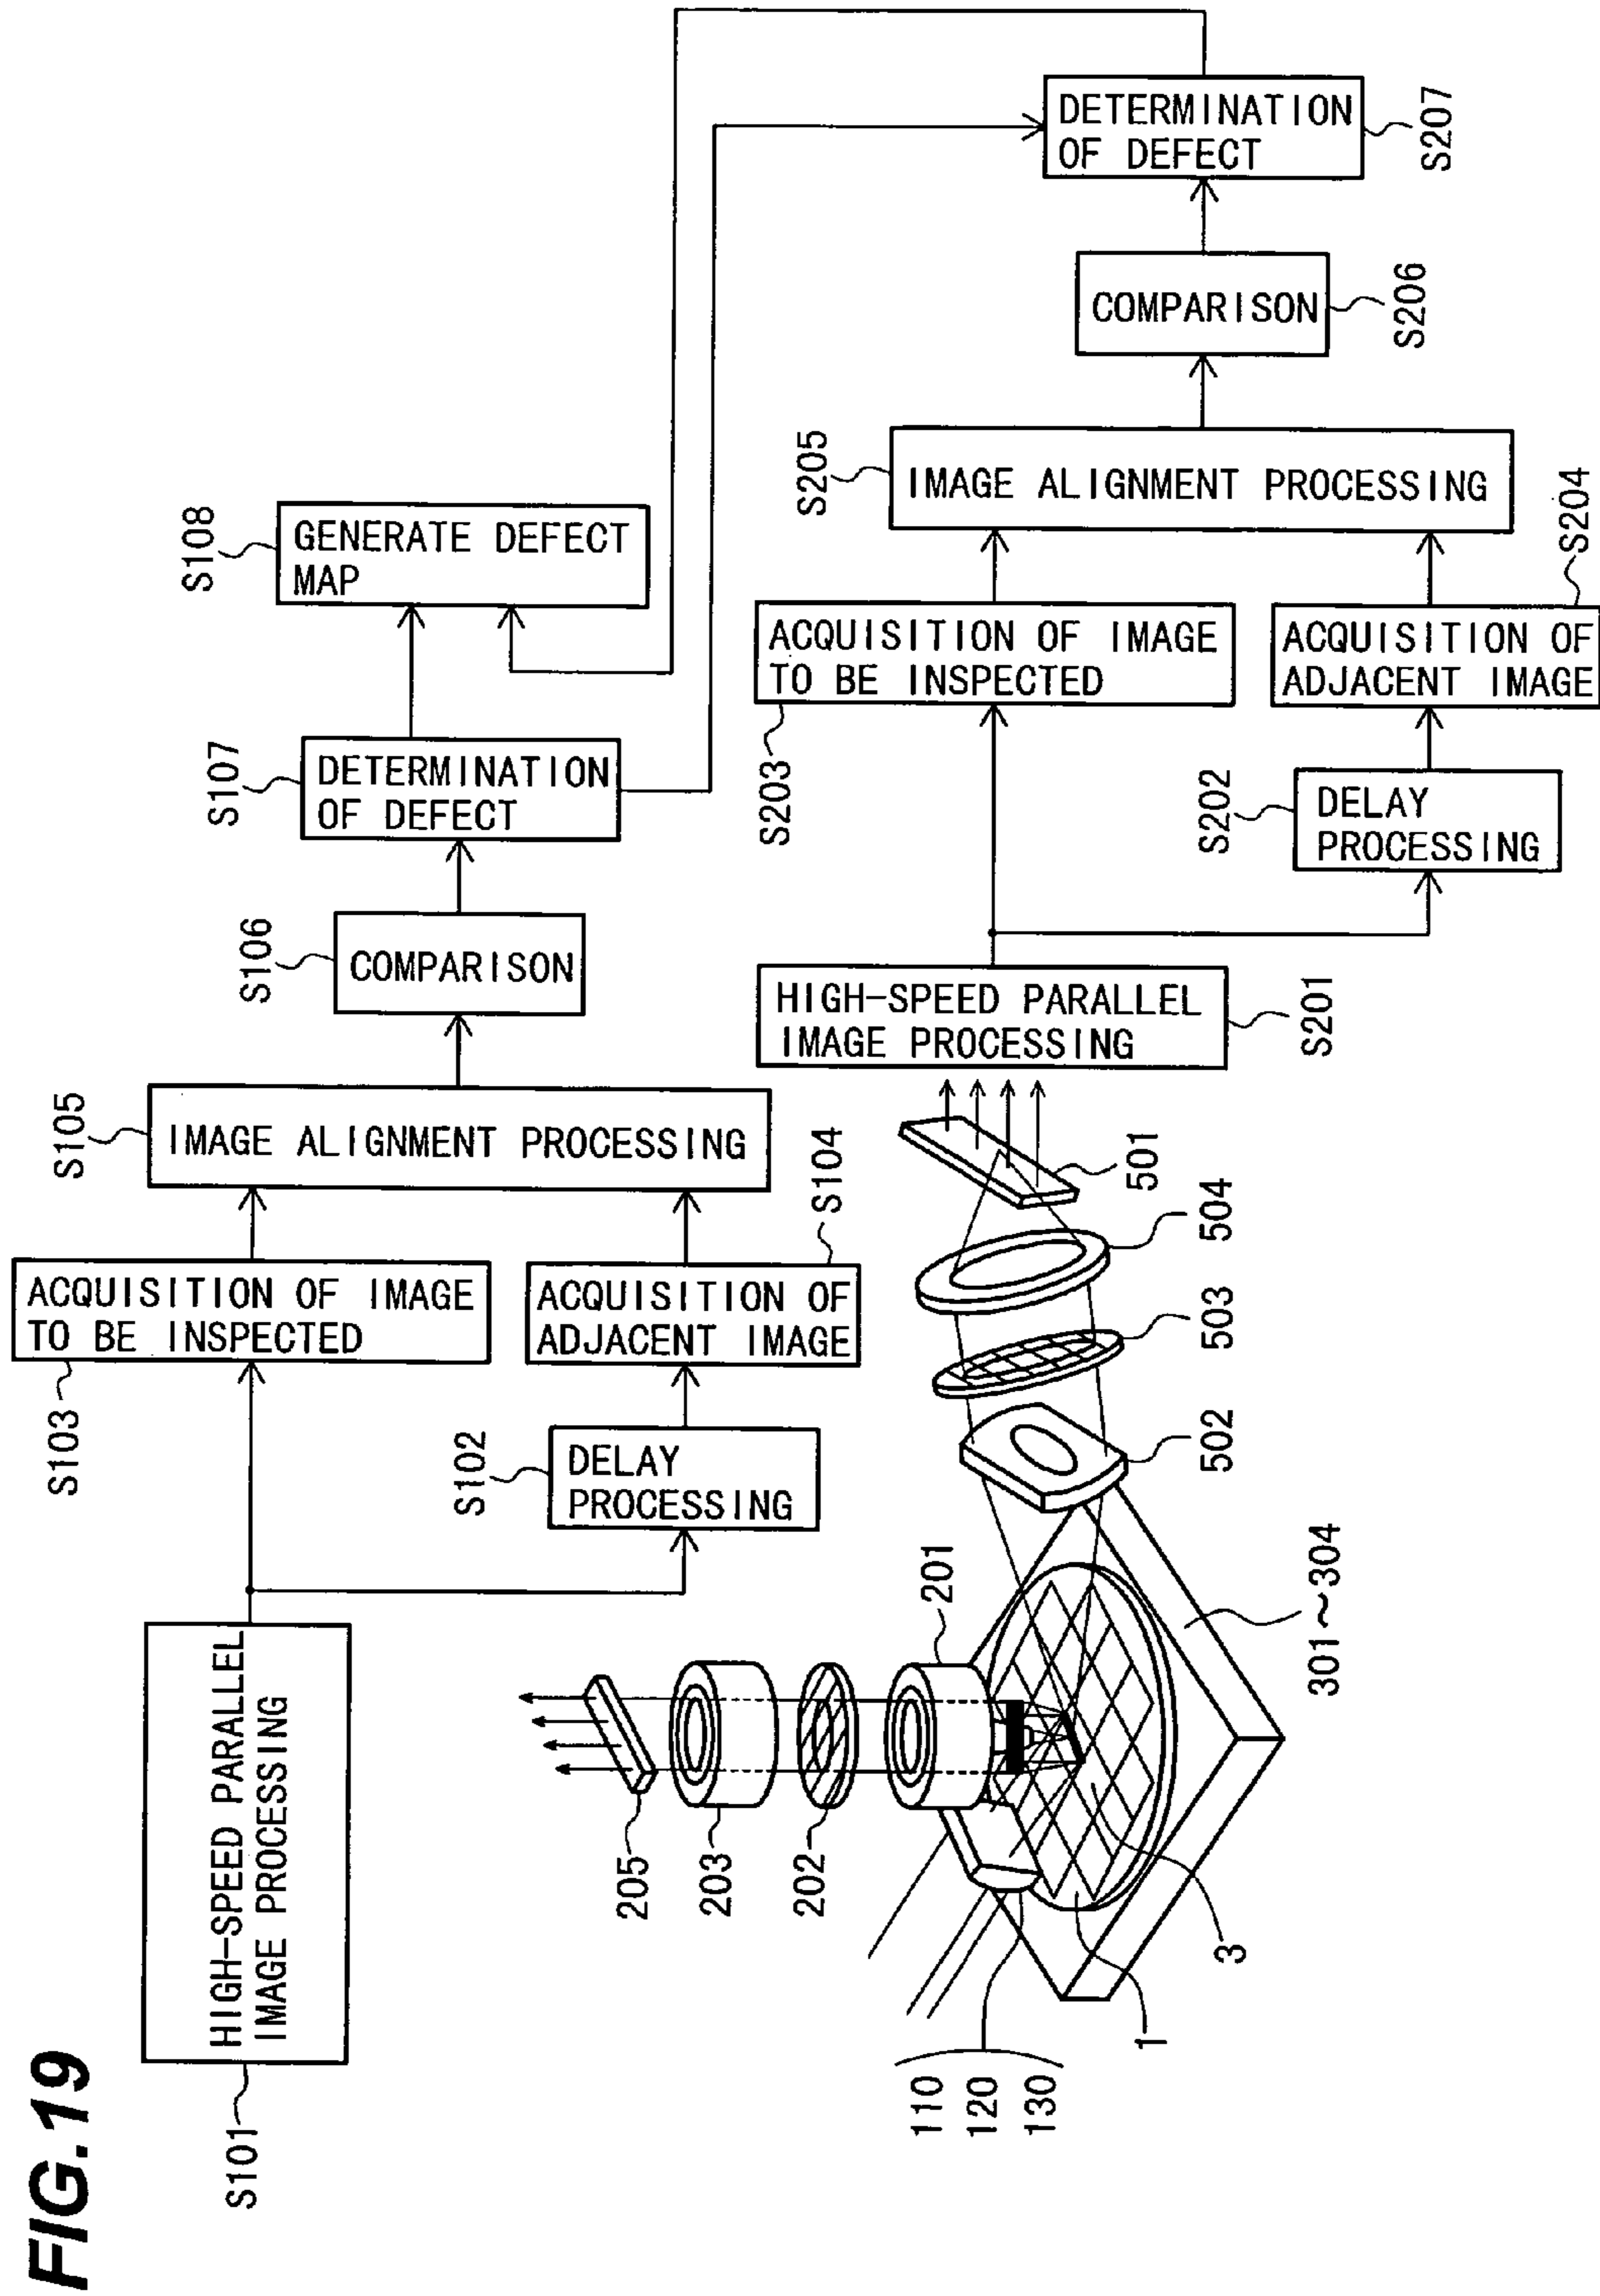 FIG.19
S101
HIGH-SPEED PARALLEL
IMAGE PROCESSING
S103
ACQUISITION OF IMAGE
TO BE INSPECTED
S102
DELAY
PROCESSING
S104
ACQUISITION OF
ADJACENT IMAGE
S105
IMAGE ALIGNMENT PROCESSING
S106
COMPARISON
S107
DETERMINATION
OF DEFECT
S108
GENERATE DEFECT
MAP
205
203
202
201
110
120
130
1
3
301~304
502
503
504
501
S201
HIGH-SPEED PARALLEL
IMAGE PROCESSING
S203
ACQUISITION OF IMAGE
TO BE INSPECTED
S202
DELAY
PROCESSING
S204
ACQUISITION OF
ADJACENT IMAGE
S205
IMAGE ALIGNMENT PROCESSING
S206
COMPARISON
S207
DETERMINATION
OF DEFECT